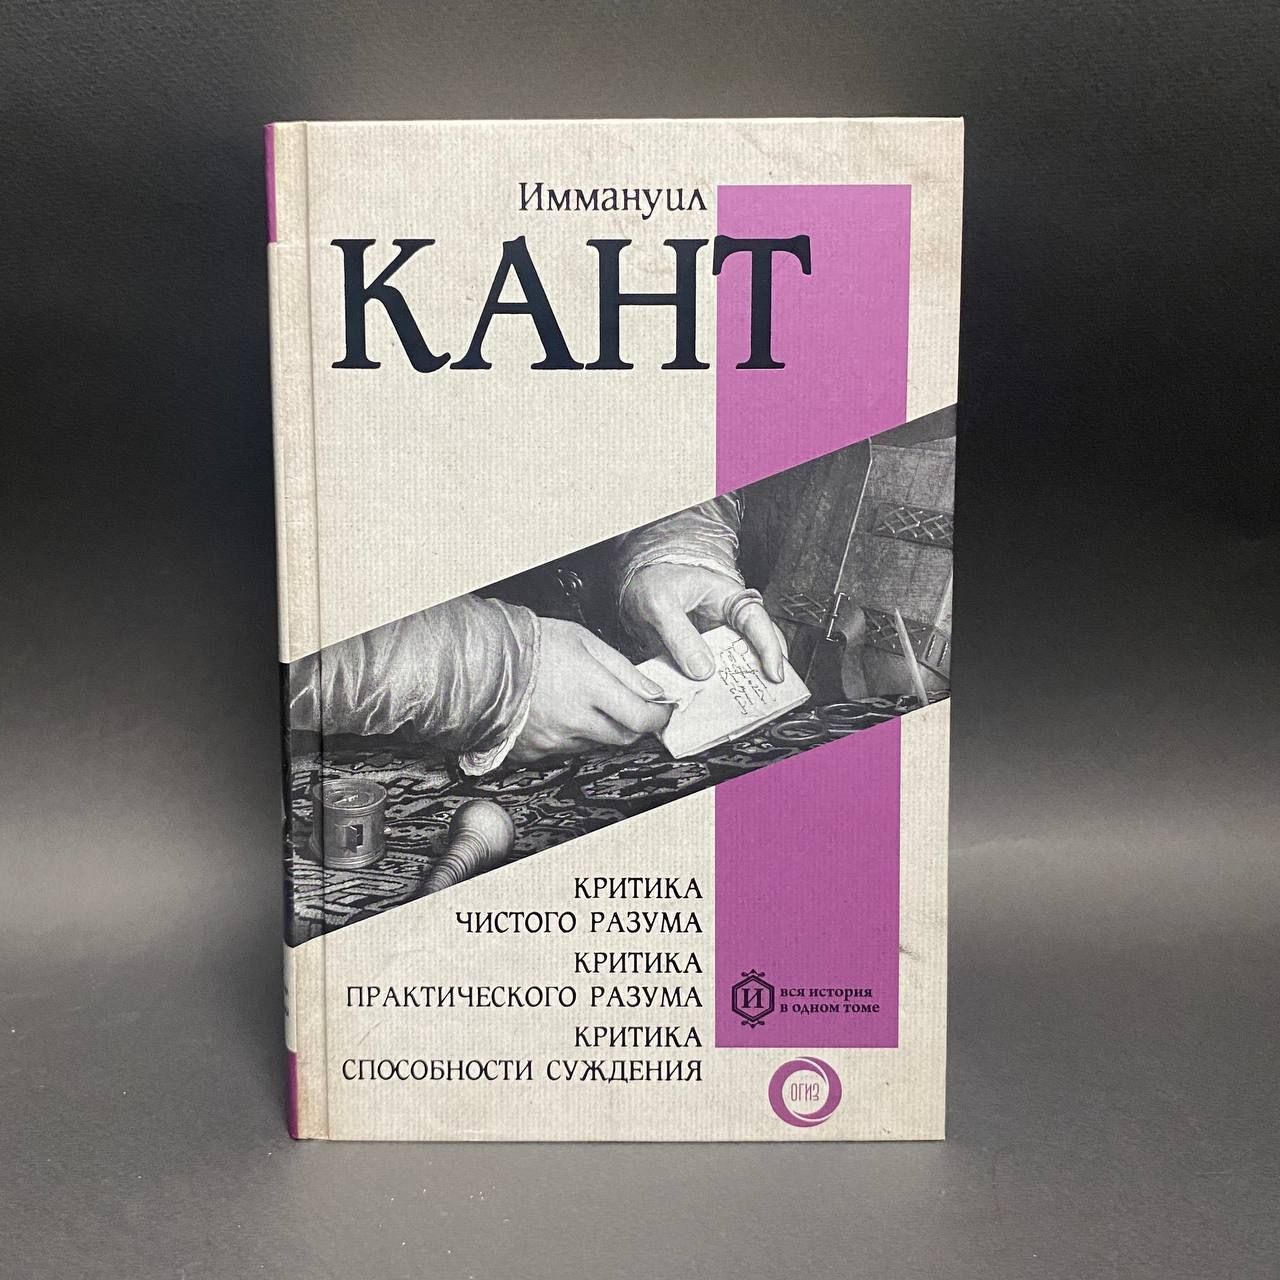 Иммануил
КАНТ
КРИТИКА
ЧИСТОГО РАЗУМА
КРИТИКА
ПРАКТИЧЕСКОГО РАЗУМА
КРИТИКА
СПОСОБНОСТИ СУЖДЕНИЯ
И
вся история
в одном томе
ОГИЗ